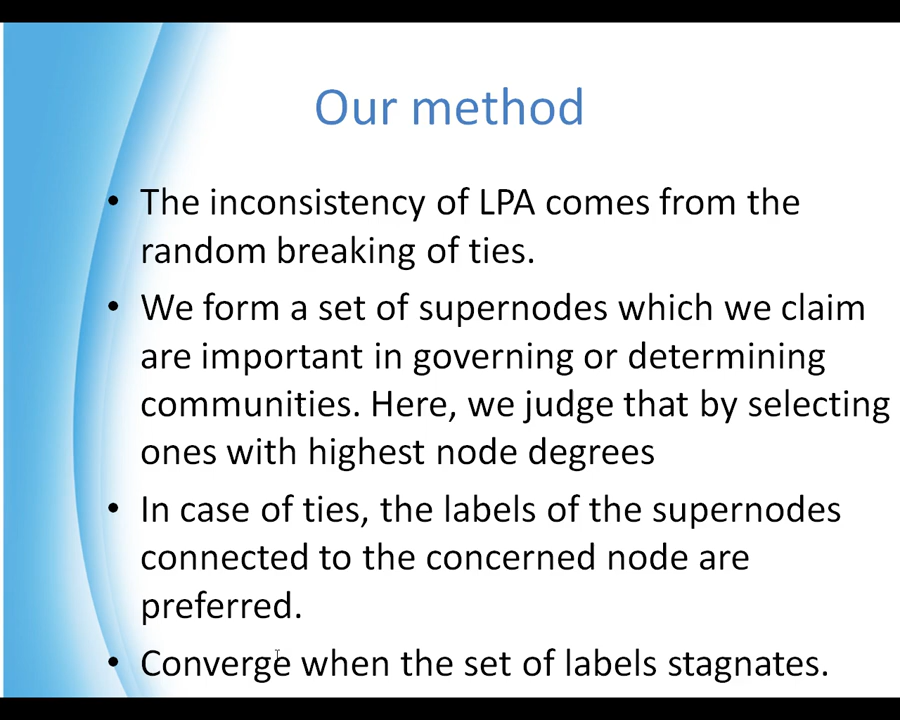 Our method
• The inconsistency of LPA comes from the
random breaking of ties.
• We form a set of supernodes which we claim
are important in governing or determining
communities. Here, we judge that by selecting
ones with highest node degrees
• In case of ties, the labels of the supernodes
connected to the concerned node are
preferred.
• Converge when the set of labels stagnates.